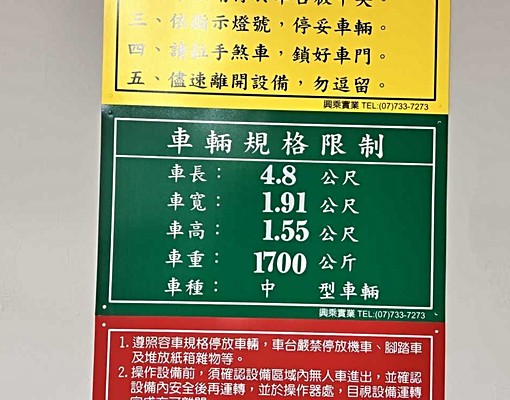 三、依指示燈號，停妥車輛。
四、請拉手煞車，鎖好車門。
五、儘速離開設備，勿逗留。
興乘實業 TEL:(07)733-7273
車輛規格限制
車長： 4.8 公尺
車寬： 1.91 公尺
車高： 1.55 公尺
車重： 1700 公斤
車種： 中 型車輛
興乘實業 TEL:(07)733-7273
1. 遵照容車規格停放車輛，車台嚴禁停放機車、腳踏車
及堆放紙箱雜物等。
2. 操作設備前，須確認設備區域內無人車進出，並確認
設備內安全後再運轉，並於操作器處，目視設備運轉